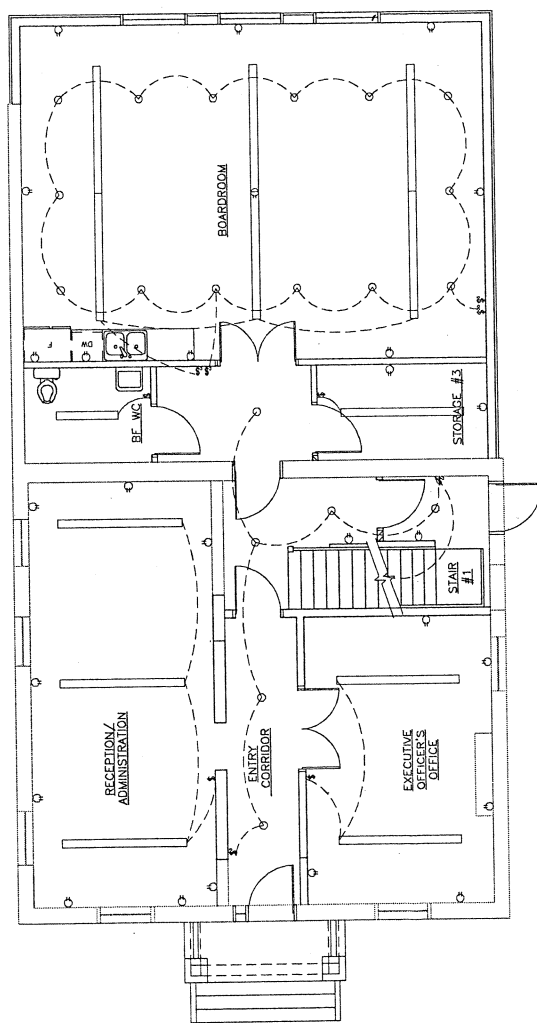 BOARDROOM
F
DW
BF WC
STORAGE #3
STAIR
#1
RECEPTION/
ADMINISTRATION
ENTRY
CORRIDOR
EXECUTIVE
OFFICER'S
OFFICE